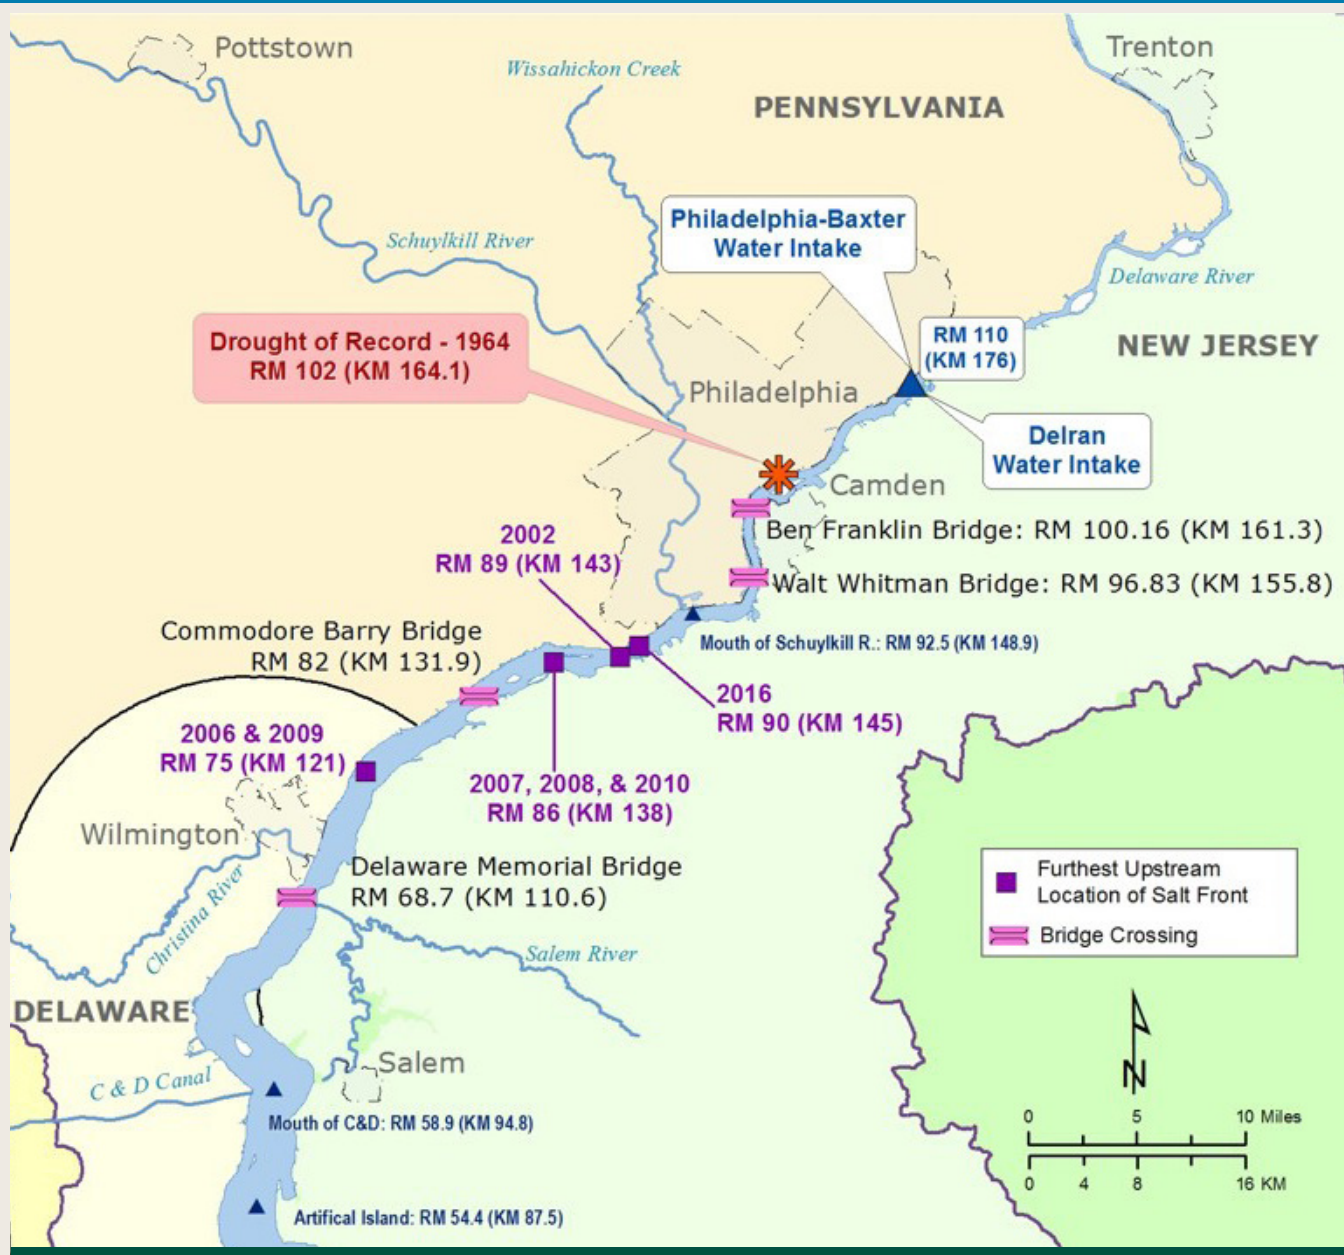 Pottstown
Trenton
Wissahickon Creek
PENNSYLVANIA
Philadelphia-Baxter
Water Intake
Schuylkill River
Delaware River
Drought of Record - 1964
RM 102 (KM 164.1)
RM 110
(KM 176)
NEW JERSEY
Philadelphia
Delran
Water Intake
Camden
Ben Franklin Bridge: RM 100.16 (KM 161.3)
2002
RM 89 (KM 143)
Walt Whitman Bridge: RM 96.83 (KM 155.8)
Commodore Barry Bridge
RM 82 (KM 131.9)
Mouth of Schuylkill R.: RM 92.5 (KM 148.9)
2016
RM 90 (KM 145)
2006 & 2009
RM 75 (KM 121)
2007, 2008, & 2010
RM 86 (KM 138)
Wilmington
Delaware Memorial Bridge
RM 68.7 (KM 110.6)
Christina River
Salem River
Furthest Upstream
Location of Salt Front
Bridge Crossing
DELAWARE
Salem
C & D Canal
N
Mouth of C&D: RM 58.9 (KM 94.8)
0 5 10 Miles
0 4 8 16 KM
Artifical Island: RM 54.4 (KM 87.5)